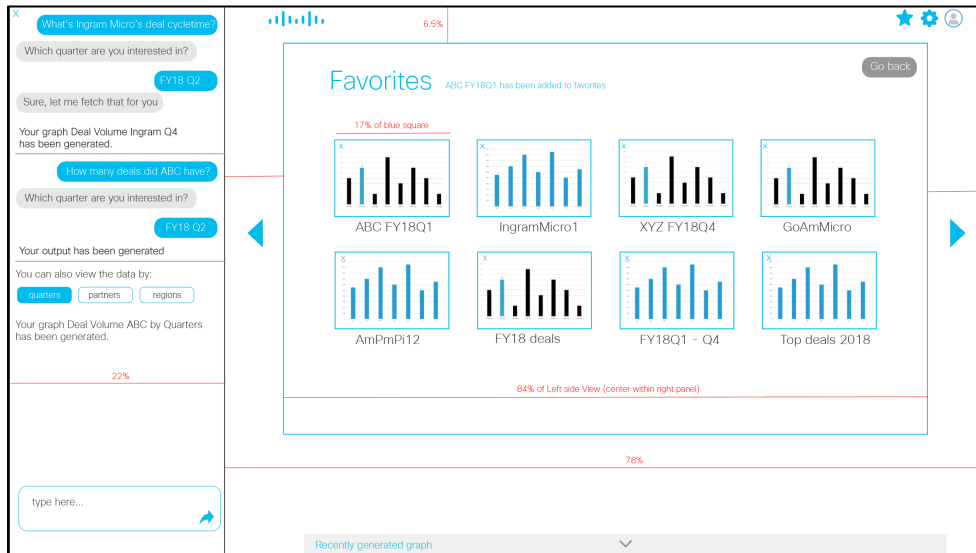 X
What's Ingram Micro's deal cycletime?
Which quarter are you interested in?
FY18 Q2
Sure, let me fetch that for you
Your graph Deal Volume Ingram Q4
has been generated.
How many deals did ABC have?
Which quarter are you interested in?
FY18 Q2
Your output has been generated
You can also view the data by:
quarters partners regions
Your graph Deal Volume ABC by Quarters
has been generated.
22%
type here...
6.5%
Go back
Favorites ABC FY18Q1 has been added to favorites
17% of blue square
X X X X
ABC FY18Q1 IngramMicro1 XYZ FY18Q4 GoAmMicro
X X X X
AmPmPi12 FY18 deals FY18Q1 - Q4 Top deals 2018
84% of Left side View (center within right panel)
78%
Recently generated graph